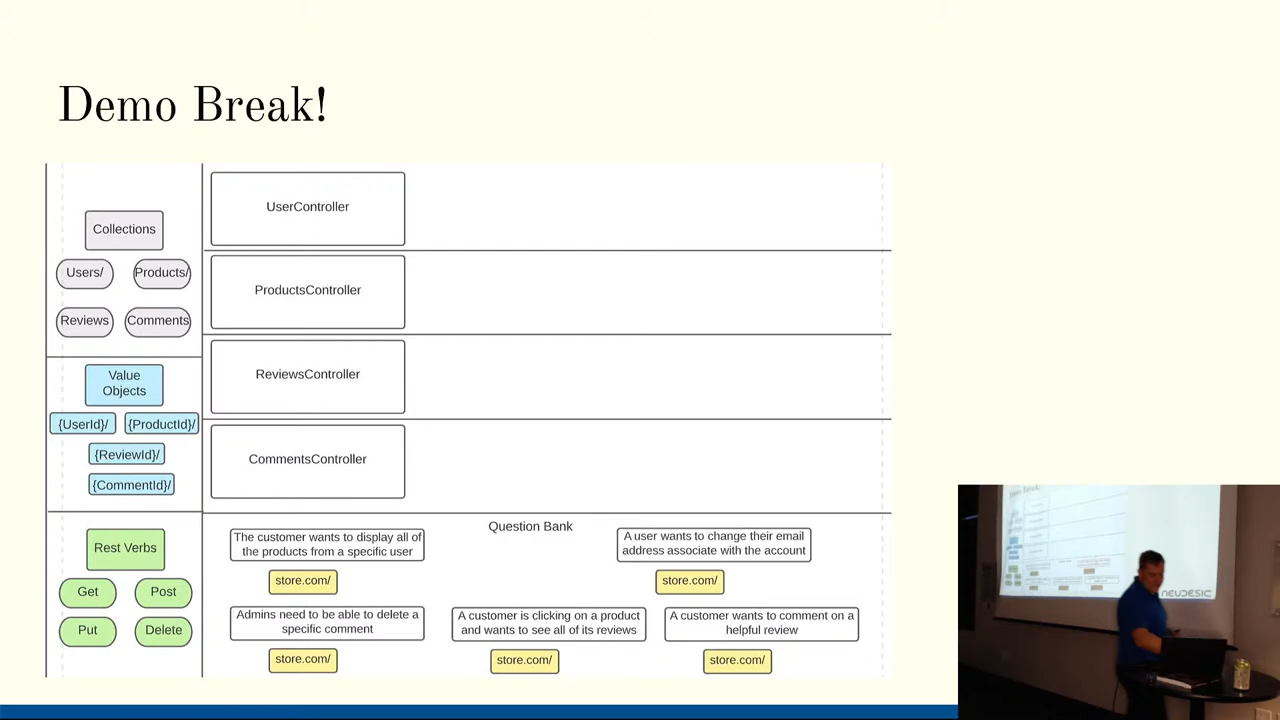 Demo Break!
Collections
Users/
Products/
Reviews
Comments
Value
Objects
{UserId}/
{ProductId}/
{ReviewId}/
{CommentId}/
Rest Verbs
Get
Post
Put
Delete
UserController
ProductsController
ReviewsController
CommentsController
Question Bank
The customer wants to display all of
the products from a specific user
store.com/
A user wants to change their email
address associate with the account
store.com/
Admins need to be able to delete a
specific comment
store.com/
A customer is clicking on a product
and wants to see all of its reviews
store.com/
A customer wants to comment on a
helpful review
store.com/
Demo Break!
NEUDESIC